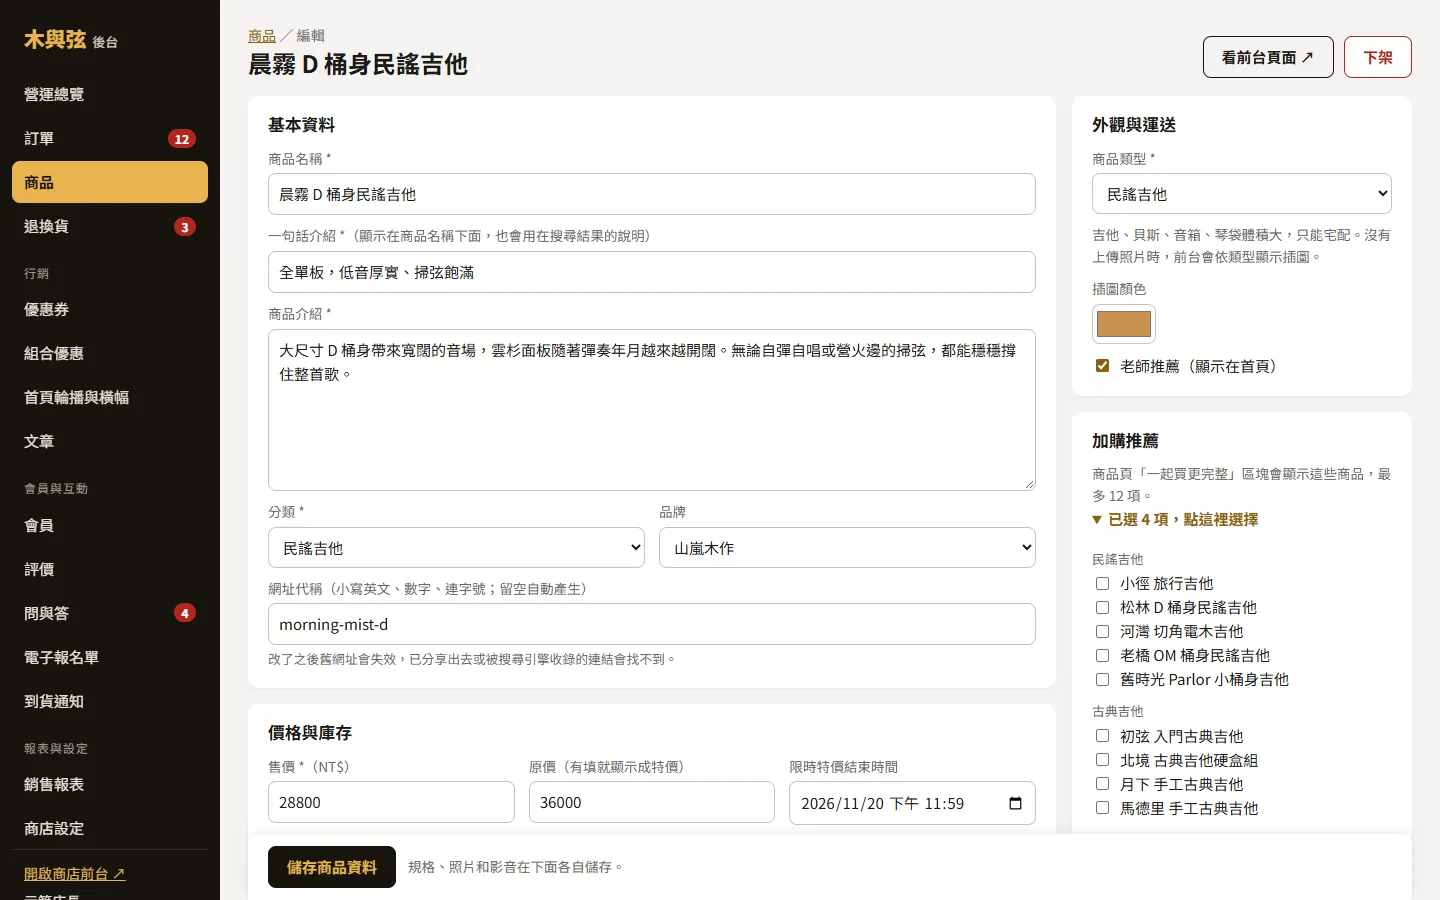 木與弦 後台
營運總覽
訂單 12
商品
退換貨 3
行銷
優惠券
組合優惠
首頁輪播與橫幅
文章
會員與互動
會員
評價
問與答 4
電子報名單
到貨通知
報表與設定
銷售報表
商店設定
開啟商店前台 ↗
商品 ／ 編輯
晨霧 D 桶身民謠吉他
看前台頁面 ↗
下架
基本資料
商品名稱 *
晨霧 D 桶身民謠吉他
一句話介紹 *（顯示在商品名稱下面，也會用在搜尋結果的說明）
全單板，低音厚實、掃弦飽滿
商品介紹 *
大尺寸 D 桶身帶來寬闊的音場，雲杉面板隨著彈奏年月越來越開闊。無論自彈自唱或營火邊的掃弦，都能穩穩撐
住整首歌。
分類 *
民謠吉他
品牌
山嵐木作
網址代稱（小寫英文、數字、連字號；留空自動產生）
morning-mist-d
改了之後舊網址會失效，已分享出去或被搜尋引擎收錄的連結會找不到。
價格與庫存
售價 *（NT$）
28800
原價（有填就顯示成特價）
36000
限時特價結束時間
2026/11/20 下午 11:59
儲存商品資料
規格、照片和影音在下面各自儲存。
外觀與運送
商品類型 *
民謠吉他
吉他、貝斯、音箱、琴袋體積大，只能宅配。沒有
上傳照片時，前台會依類型顯示插圖。
插圖顏色
老師推薦（顯示在首頁）
加購推薦
商品頁「一起買更完整」區塊會顯示這些商品，最
多 12 項。
▼ 已選 4 項，點這裡選擇
民謠吉他
小徑 旅行吉他
松林 D 桶身民謠吉他
河灣 切角電木吉他
老橋 OM 桶身民謠吉他
舊時光 Parlor 小桶身吉他
古典吉他
初弦 入門古典吉他
北境 古典吉他硬盒組
月下 手工古典吉他
馬德里 手工古典吉他